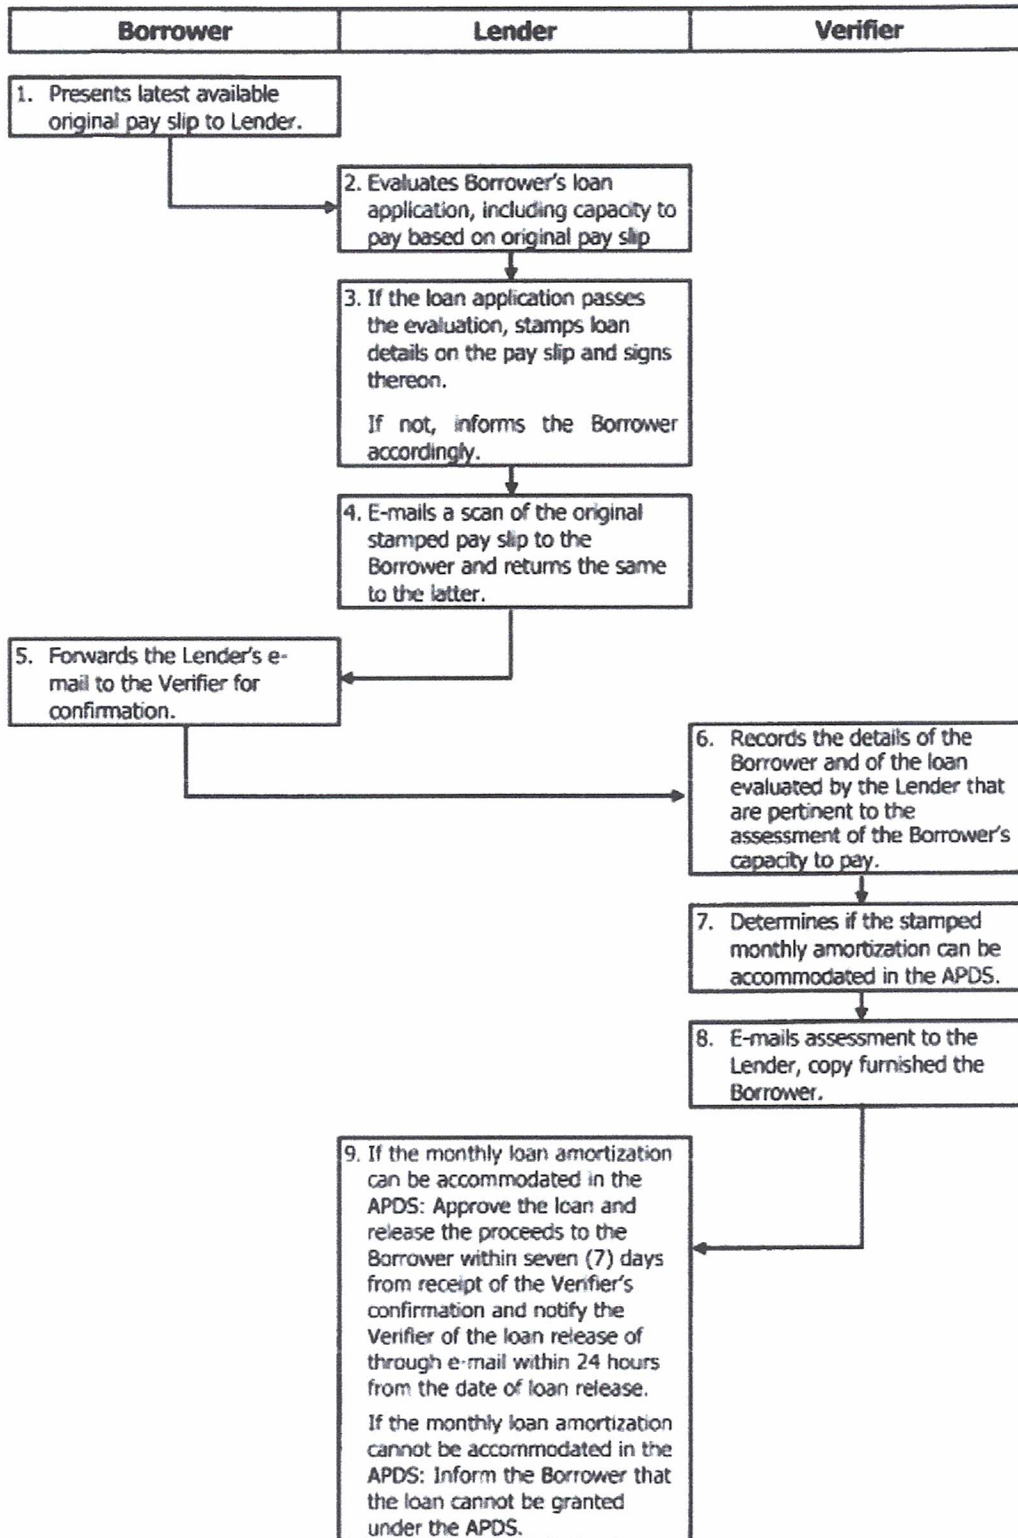 Borrower
Lender
Verifier
1. Presents latest available
original pay slip to Lender.
2. Evaluates Borrower's loan
application, including capacity to
pay based on original pay slip
3. If the loan application passes
the evaluation, stamps loan
details on the pay slip and signs
thereon.
If not, informs the Borrower
accordingly.
4. E-mails a scan of the original
stamped pay slip to the
Borrower and returns the same
to the latter.
5. Forwards the Lender's e-
mail to the Verifier for
confirmation.
6. Records the details of the
Borrower and of the loan
evaluated by the Lender that
are pertinent to the
assessment of the Borrower's
capacity to pay.
7. Determines if the stamped
monthly amortization can be
accommodated in the APDS.
8. E-mails assessment to the
Lender, copy furnished the
Borrower.
9. If the monthly loan amortization
can be accommodated in the
APDS: Approve the loan and
release the proceeds to the
Borrower within seven (7) days
from receipt of the Verifier's
confirmation and notify the
Verifier of the loan release of
through e-mail within 24 hours
from the date of loan release.
If the monthly loan amortization
cannot be accommodated in the
APDS: Inform the Borrower that
the loan cannot be granted
under the APDS.